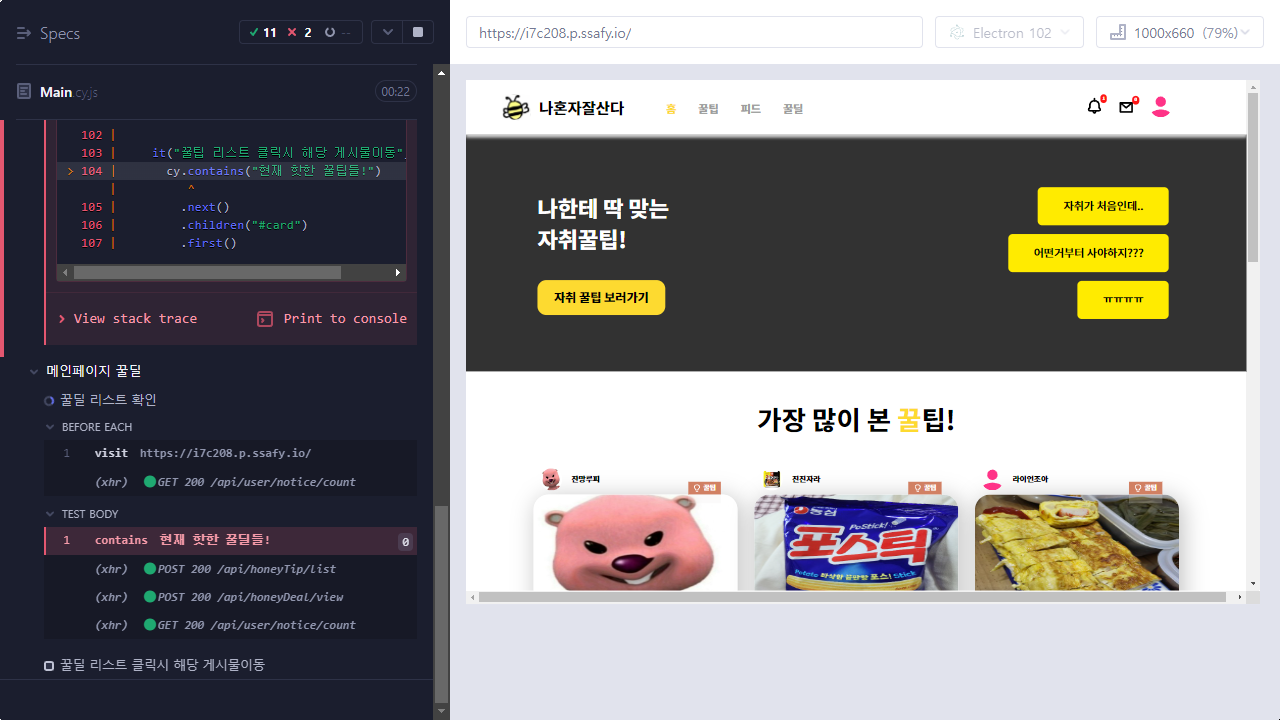 Specs
11 2 --
Main cy.js 00:22
102 |
103 | it("꿀팁 리스트 클릭시 해당 게시물이동"
> 104 | cy.contains("현재 핫한 꿀팁들!")
| ^
105 | .next()
106 | .children("#card")
107 | .first()
View stack trace
Print to console
메인페이지 꿀딜
꿀딜 리스트 확인
BEFORE EACH
1 visit https://i7c208.p.ssafy.io/
(xhr) GET 200 /api/user/notice/count
TEST BODY
1 contains 현재 핫한 꿀딜들! 0
(xhr) POST 200 /api/honeyTip/list
(xhr) POST 200 /api/honeyDeal/view
(xhr) GET 200 /api/user/notice/count
꿀딜 리스트 클릭시 해당 게시물이동
https://i7c208.p.ssafy.io/
Electron 102
1000x660 (79%)
나혼자잘산다
홈 꿀팁 피드 꿀딜
나한테 딱 맞는
자취꿀팁!
자취 꿀팁 보러가기
자취가 처음인데..
어떤거부터 사야하지???
ㅠㅠㅠㅠ
가장 많이 본 꿀팁!
잔망루피
꿀팁
진진자라
꿀팁
라이언조아
꿀팁
농심
PoStick!
포스틱
Stick